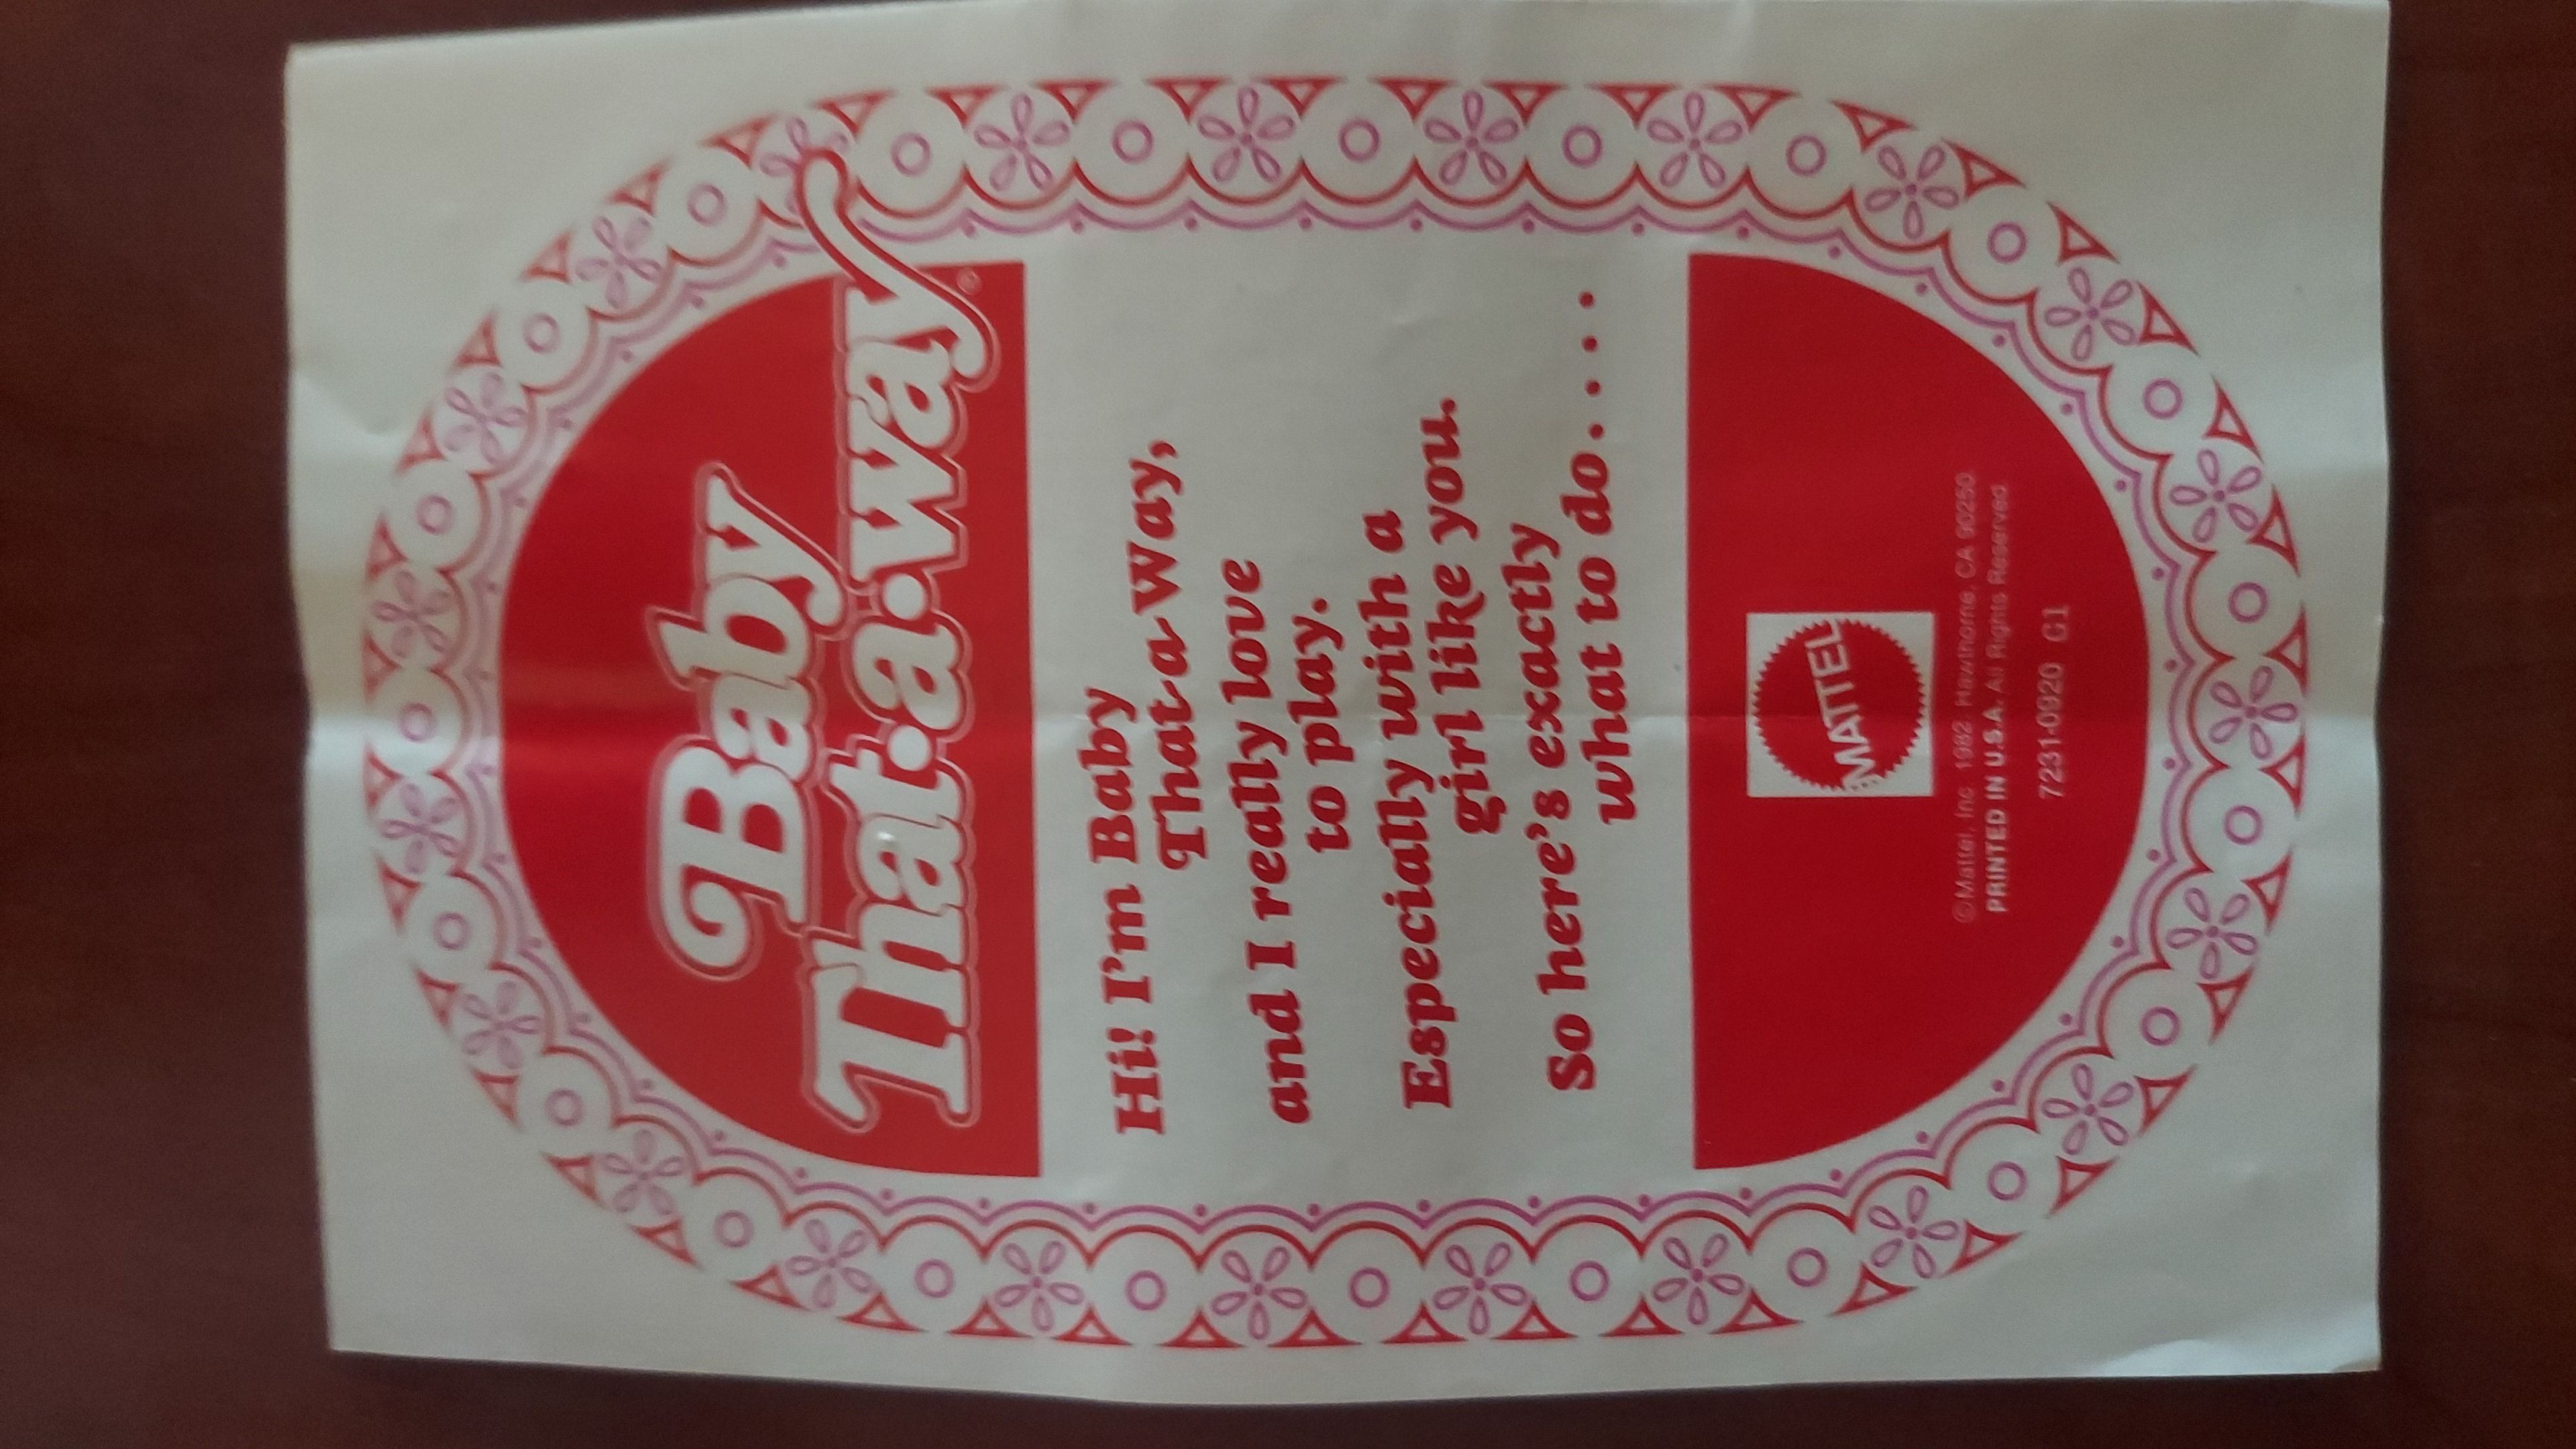 Baby
That·a·way®
Hi! I'm Baby
That-a-Way,
and I really love
to play.
Especially with a
girl like you.
So here's exactly
what to do.....
MATTEL
©Mattel, Inc. 1982 Hawthorne, CA 90250
PRINTED IN U.S.A. All Rights Reserved
7231-0920 G1